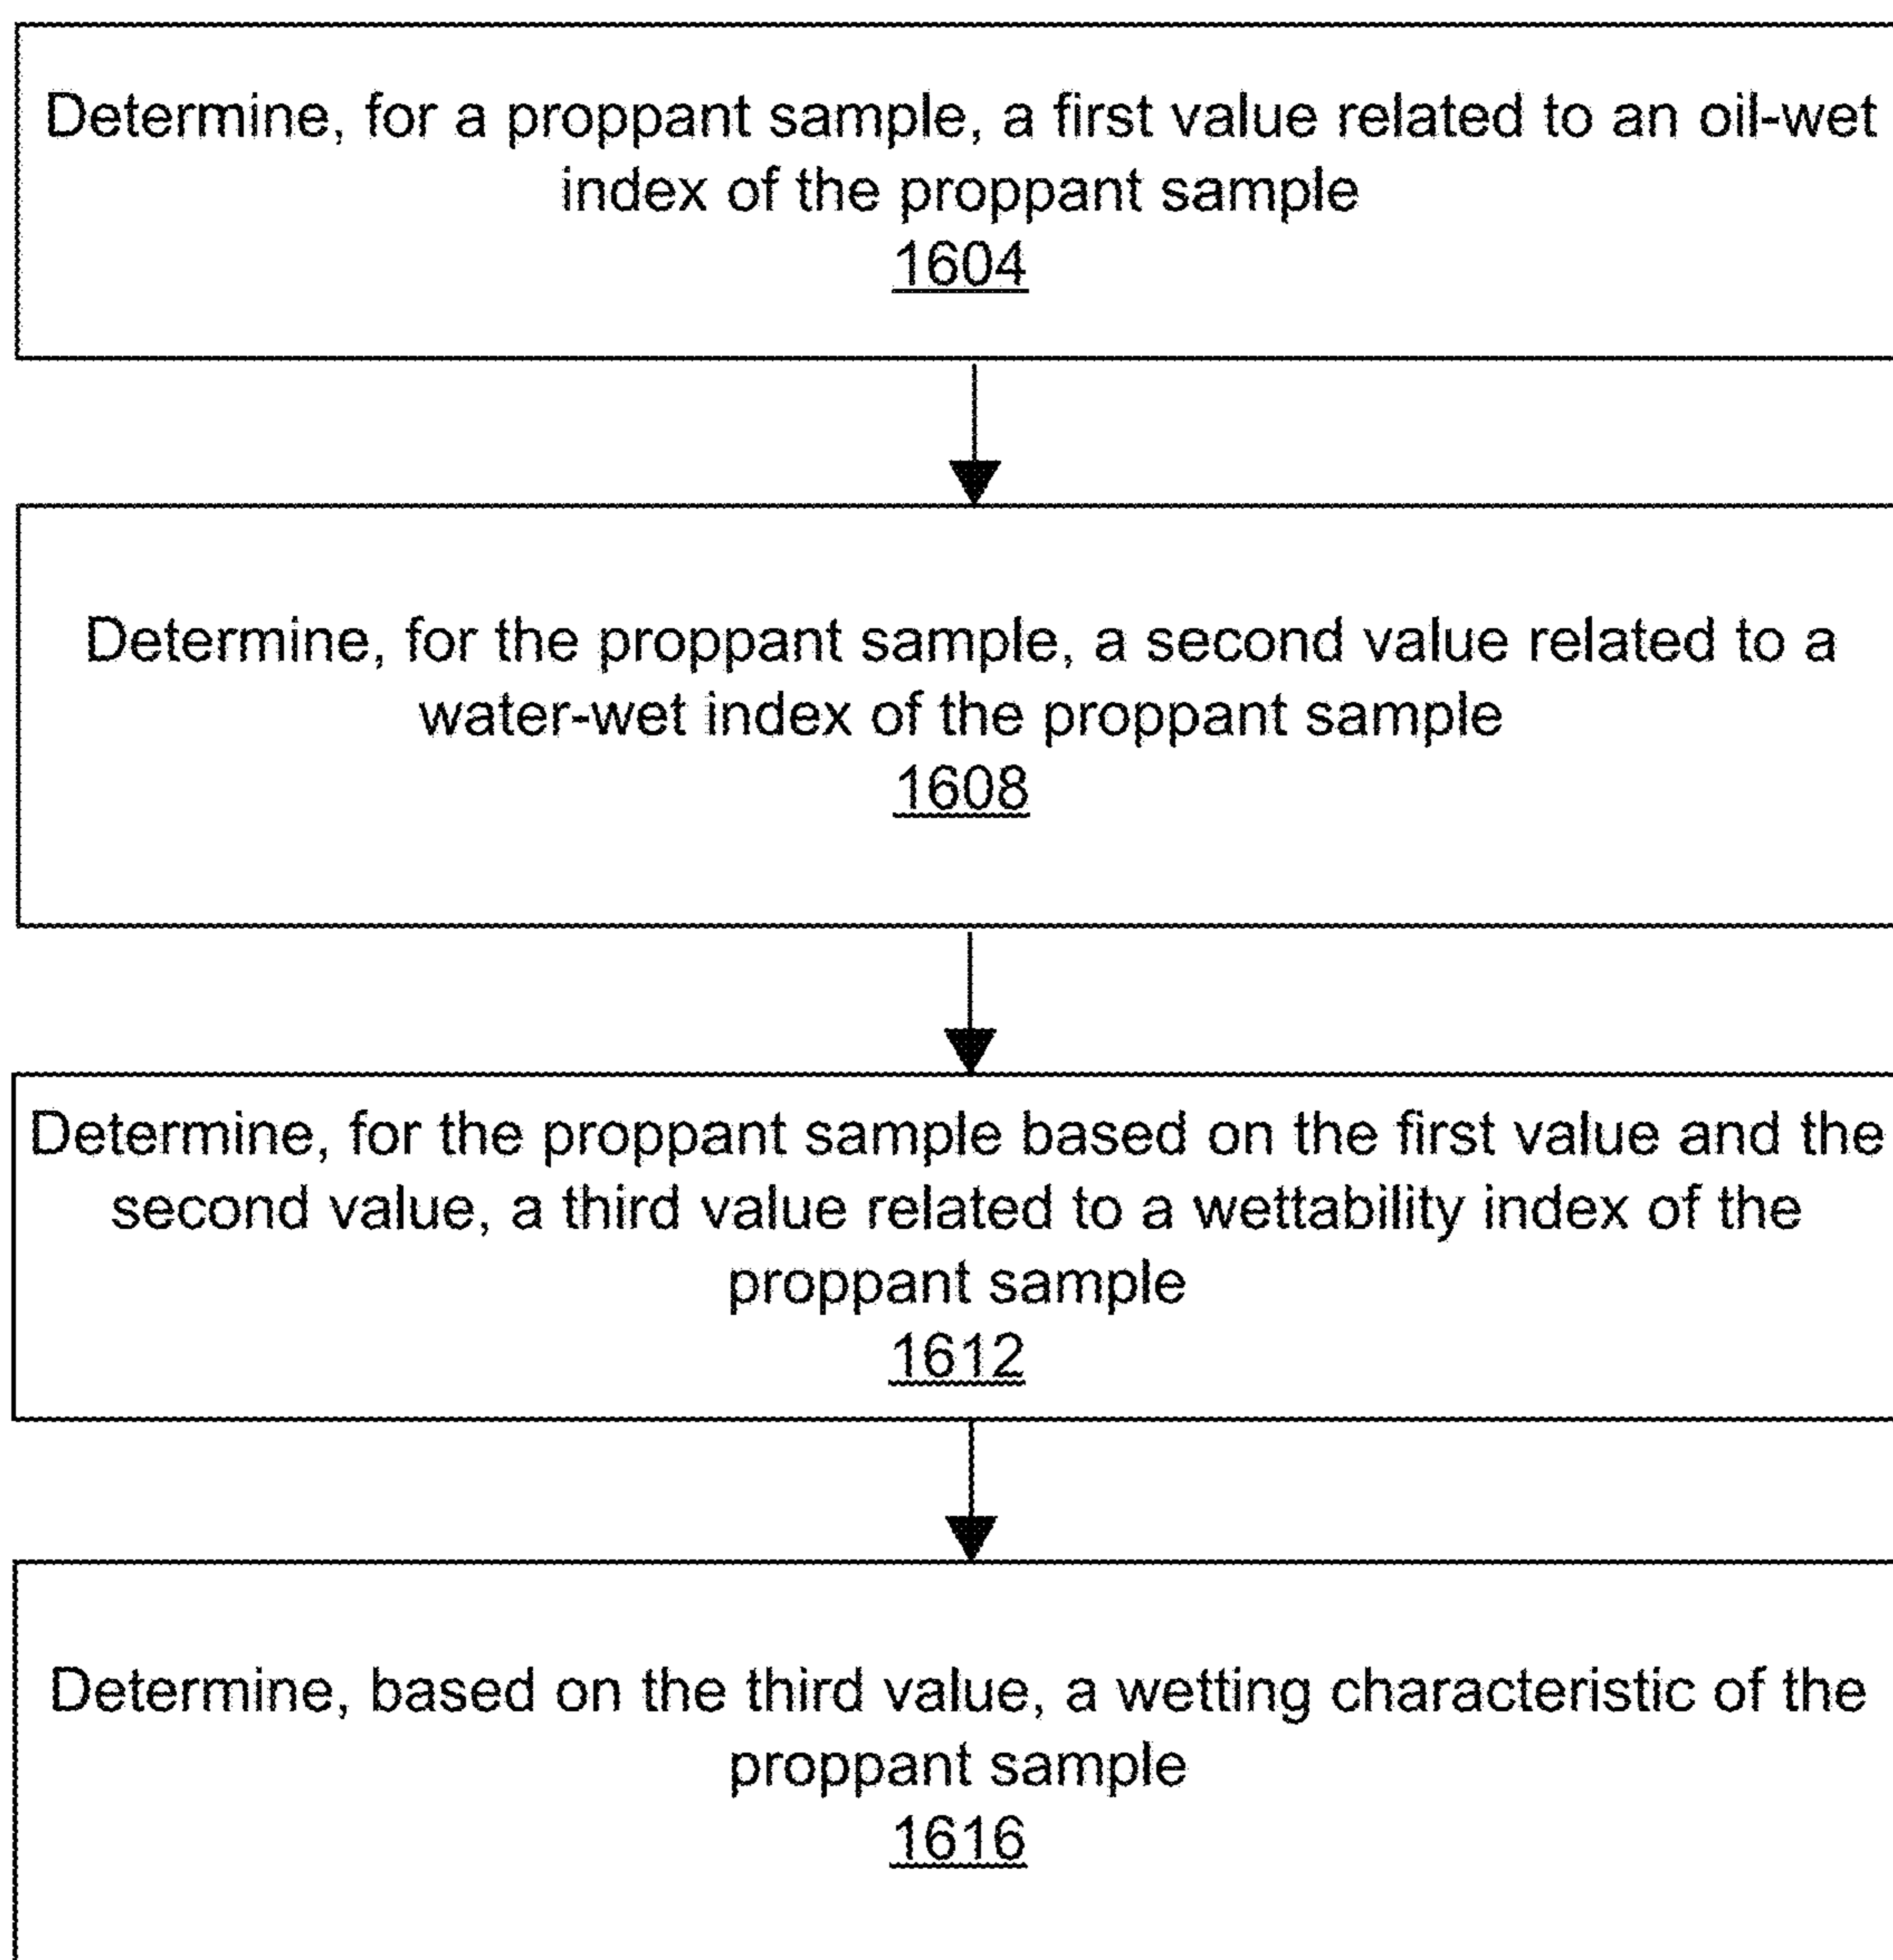 Determine, for a proppant sample, a first value related to an oil-wet
index of the proppant sample
1604
Determine, for the proppant sample, a second value related to a
water-wet index of the proppant sample
1608
Determine, for the proppant sample based on the first value and the
second value, a third value related to a wettability index of the
proppant sample
1612
Determine, based on the third value, a wetting characteristic of the
proppant sample
1616